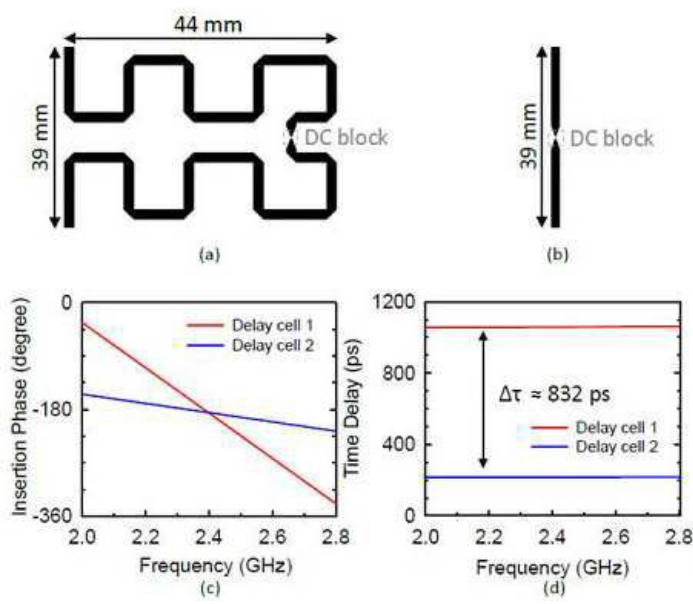 44 mm
39 mm
DC block
(a)
39 mm
DC block
(b)
Insertion Phase (degree)
0
-180
-360
Delay cell 1
Delay cell 2
2.0 2.2 2.4 2.6 2.8
Frequency (GHz)
(c)
Time Delay (ps)
1200
800
400
0
Δτ ≈ 832 ps
Delay cell 1
Delay cell 2
2.0 2.2 2.4 2.6 2.8
Frequency (GHz)
(d)